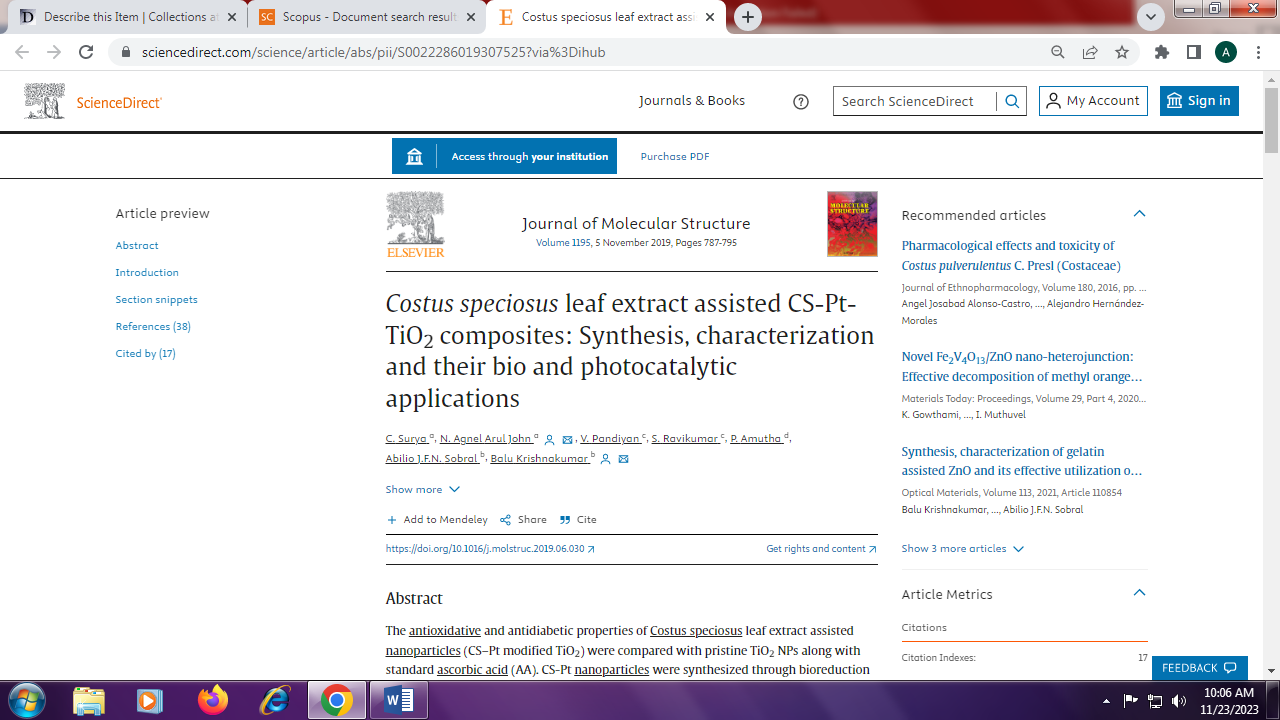 Describe this Item | Collections at
Scopus - Document search result
Costus speciosus leaf extract assis
sciencedirect.com/science/article/abs/pii/S0022286019307525?via%3Dihub
A
ScienceDirect
Journals & Books
Search ScienceDirect
My Account
Sign in
Access through your institution
Purchase PDF
Article preview
Abstract
Introduction
Section snippets
References (38)
Cited by (17)
ELSEVIER
Journal of Molecular Structure
Volume 1195, 5 November 2019, Pages 787-795
MOLECULAR STRUCTURE
Costus speciosus leaf extract assisted CS-Pt-
TiO2 composites: Synthesis, characterization
and their bio and photocatalytic
applications
C. Surya a, N. Agnel Arul John a, V. Pandiyan c, S. Ravikumar c, P. Amutha d,
Abilio J.F.N. Sobral b, Balu Krishnakumar b
Show more
Add to Mendeley Share Cite
https://doi.org/10.1016/j.molstruc.2019.06.030
Get rights and content
Abstract
The antioxidative and antidiabetic properties of Costus speciosus leaf extract assisted
nanoparticles (CS–Pt modified TiO2) were compared with pristine TiO2 NPs along with
standard ascorbic acid (AA). CS-Pt nanoparticles were synthesized through bioreduction
Recommended articles
Pharmacological effects and toxicity of
Costus pulverulentus C. Presl (Costaceae)
Journal of Ethnopharmacology, Volume 180, 2016, pp. ...
Angel Josabad Alonso-Castro, ..., Alejandro Hernández-
Morales
Novel Fe2V4O13/ZnO nano-heterojunction:
Effective decomposition of methyl orange...
Materials Today: Proceedings, Volume 29, Part 4, 2020...
K. Gowthami, ..., I. Muthuvel
Synthesis, characterization of gelatin
assisted ZnO and its effective utilization o...
Optical Materials, Volume 113, 2021, Article 110854
Balu Krishnakumar, ..., Abilio J.F.N. Sobral
Show 3 more articles
Article Metrics
Citations
Citation Indexes: 17
FEEDBACK
10:06 AM
11/23/2023